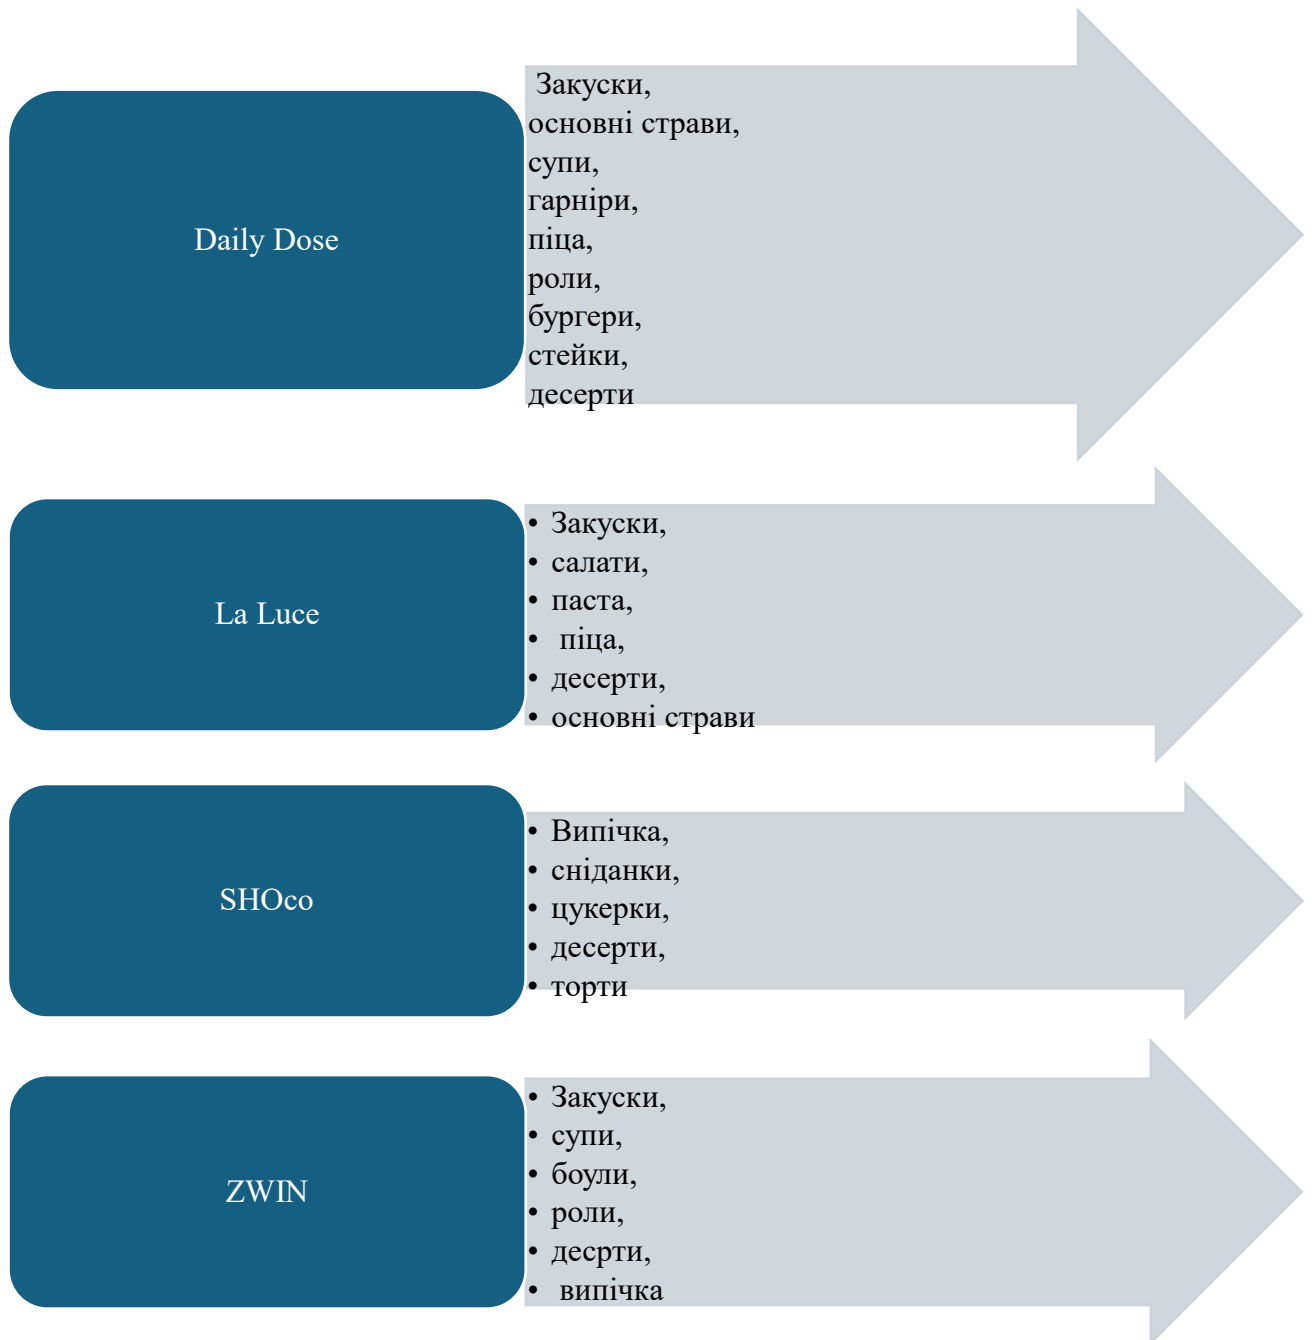 Daily Dose
Закуски,
основні страви,
супи,
гарніри,
піца,
роли,
бургери,
стейки,
десерти
La Luce
• Закуски,
• салати,
• паста,
• піца,
• десерти,
• основні страви
SHOco
• Випічка,
• сніданки,
• цукерки,
• десерти,
• торти
ZWIN
• Закуски,
• супи,
• боули,
• роли,
• десрти,
• випічка